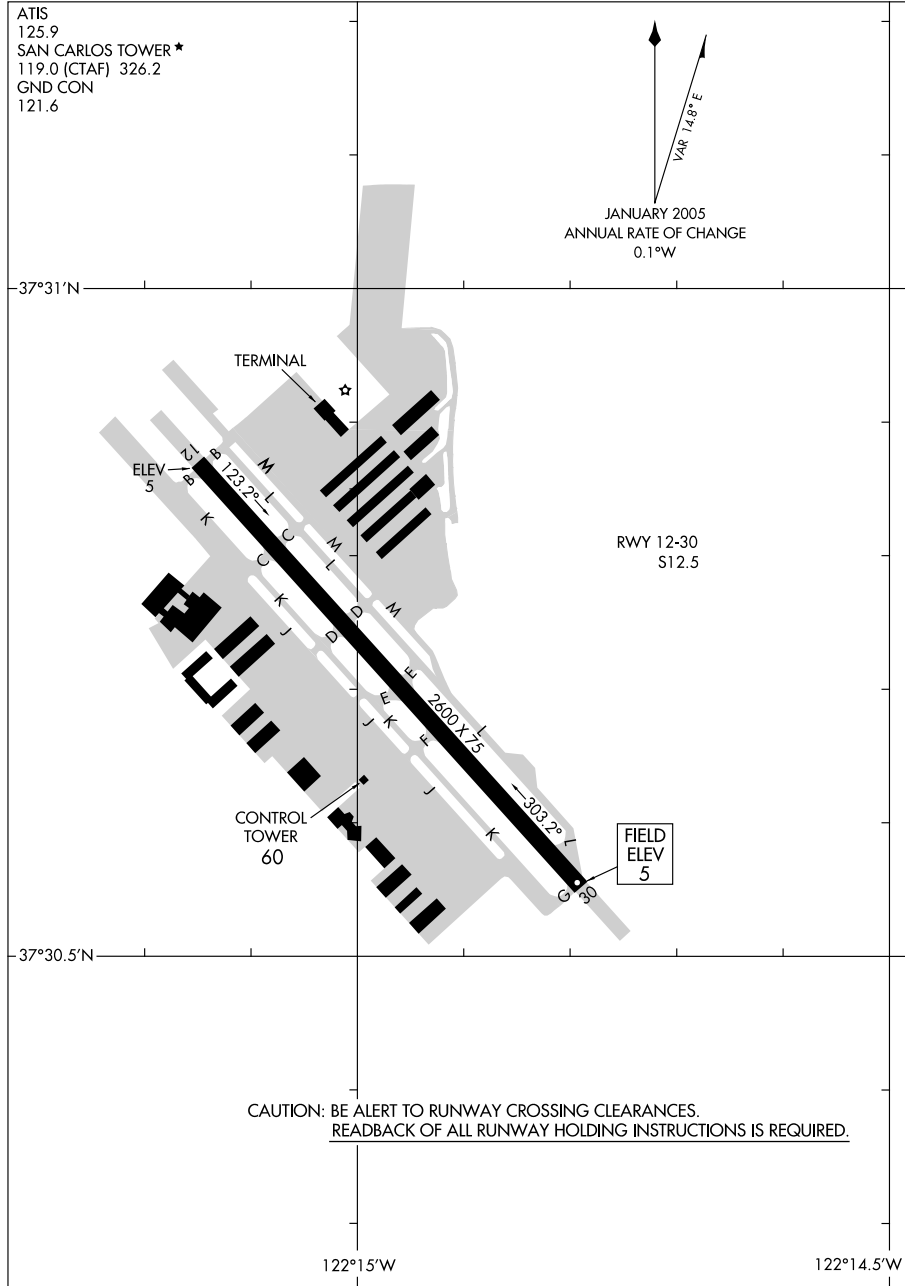 ATIS
125.9
SAN CARLOS TOWER ★
119.0 (CTAF) 326.2
GND CON
121.6
VAR 14.8° E
JANUARY 2005
ANNUAL RATE OF CHANGE
0.1°W
37°31'N
TERMINAL
ELEV
5
12
B
B
123.2°
M
L
K
C
C
M
L
K
J
D
D
M
RWY 12-30
S12.5
E
E
J
K
F
2600 X 75
L
J
K
303.2°
L
CONTROL
TOWER
60
FIELD
ELEV
5
G
30
37°30.5'N
CAUTION: BE ALERT TO RUNWAY CROSSING CLEARANCES.
READBACK OF ALL RUNWAY HOLDING INSTRUCTIONS IS REQUIRED.
122°15'W
122°14.5'W